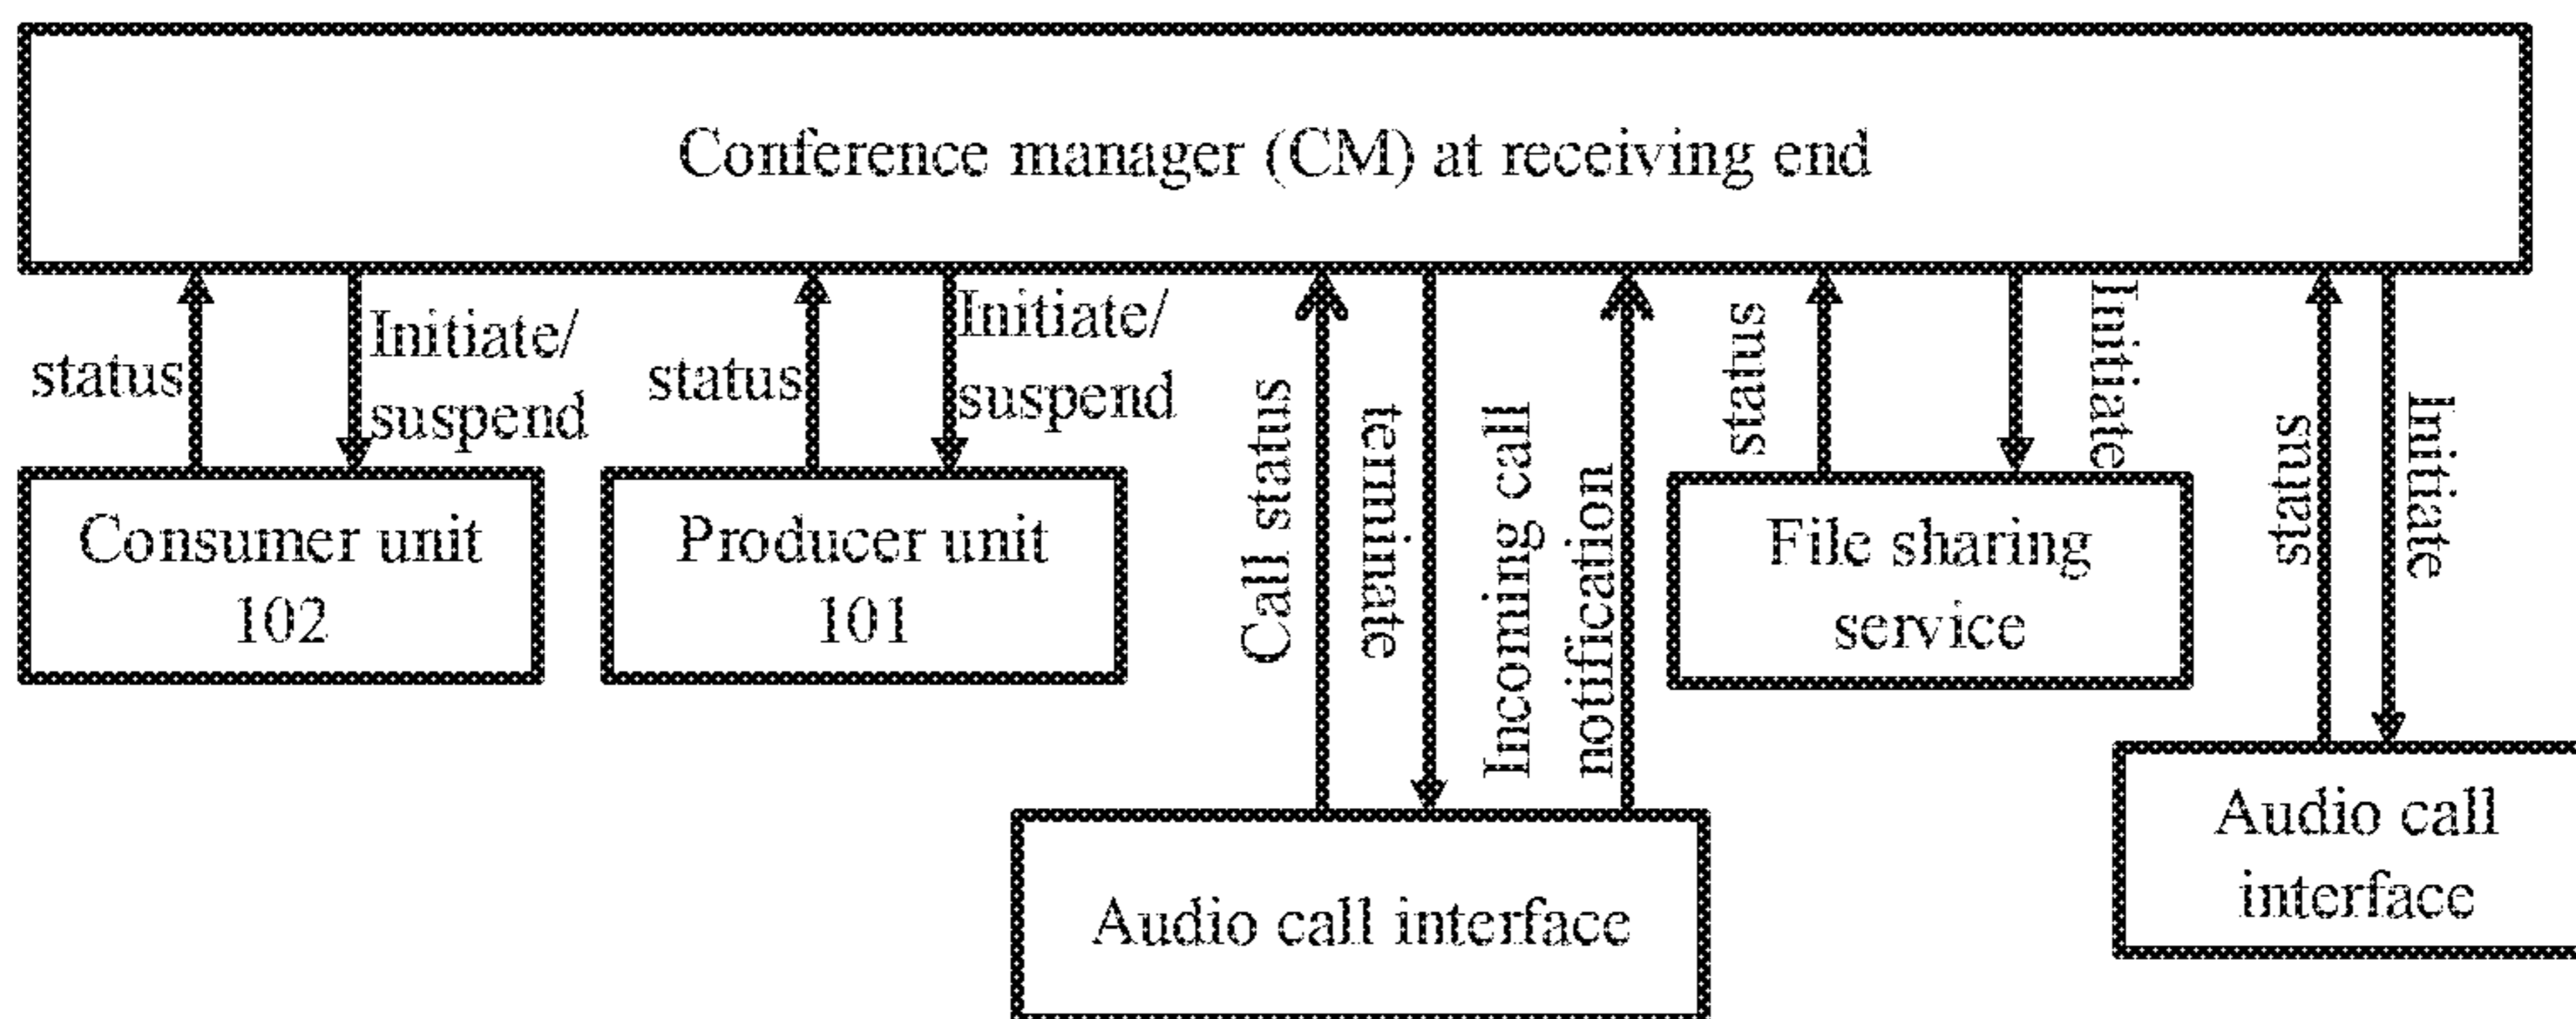 Conference manager (CM) at receiving end
status
Initiate/
suspend
status
Initiate/
suspend
Call status
terminate
Incoming call
notification
status
Initiate
status
Initiate
Consumer unit
102
Producer unit
101
File sharing
service
Audio call interface
Audio call
interface